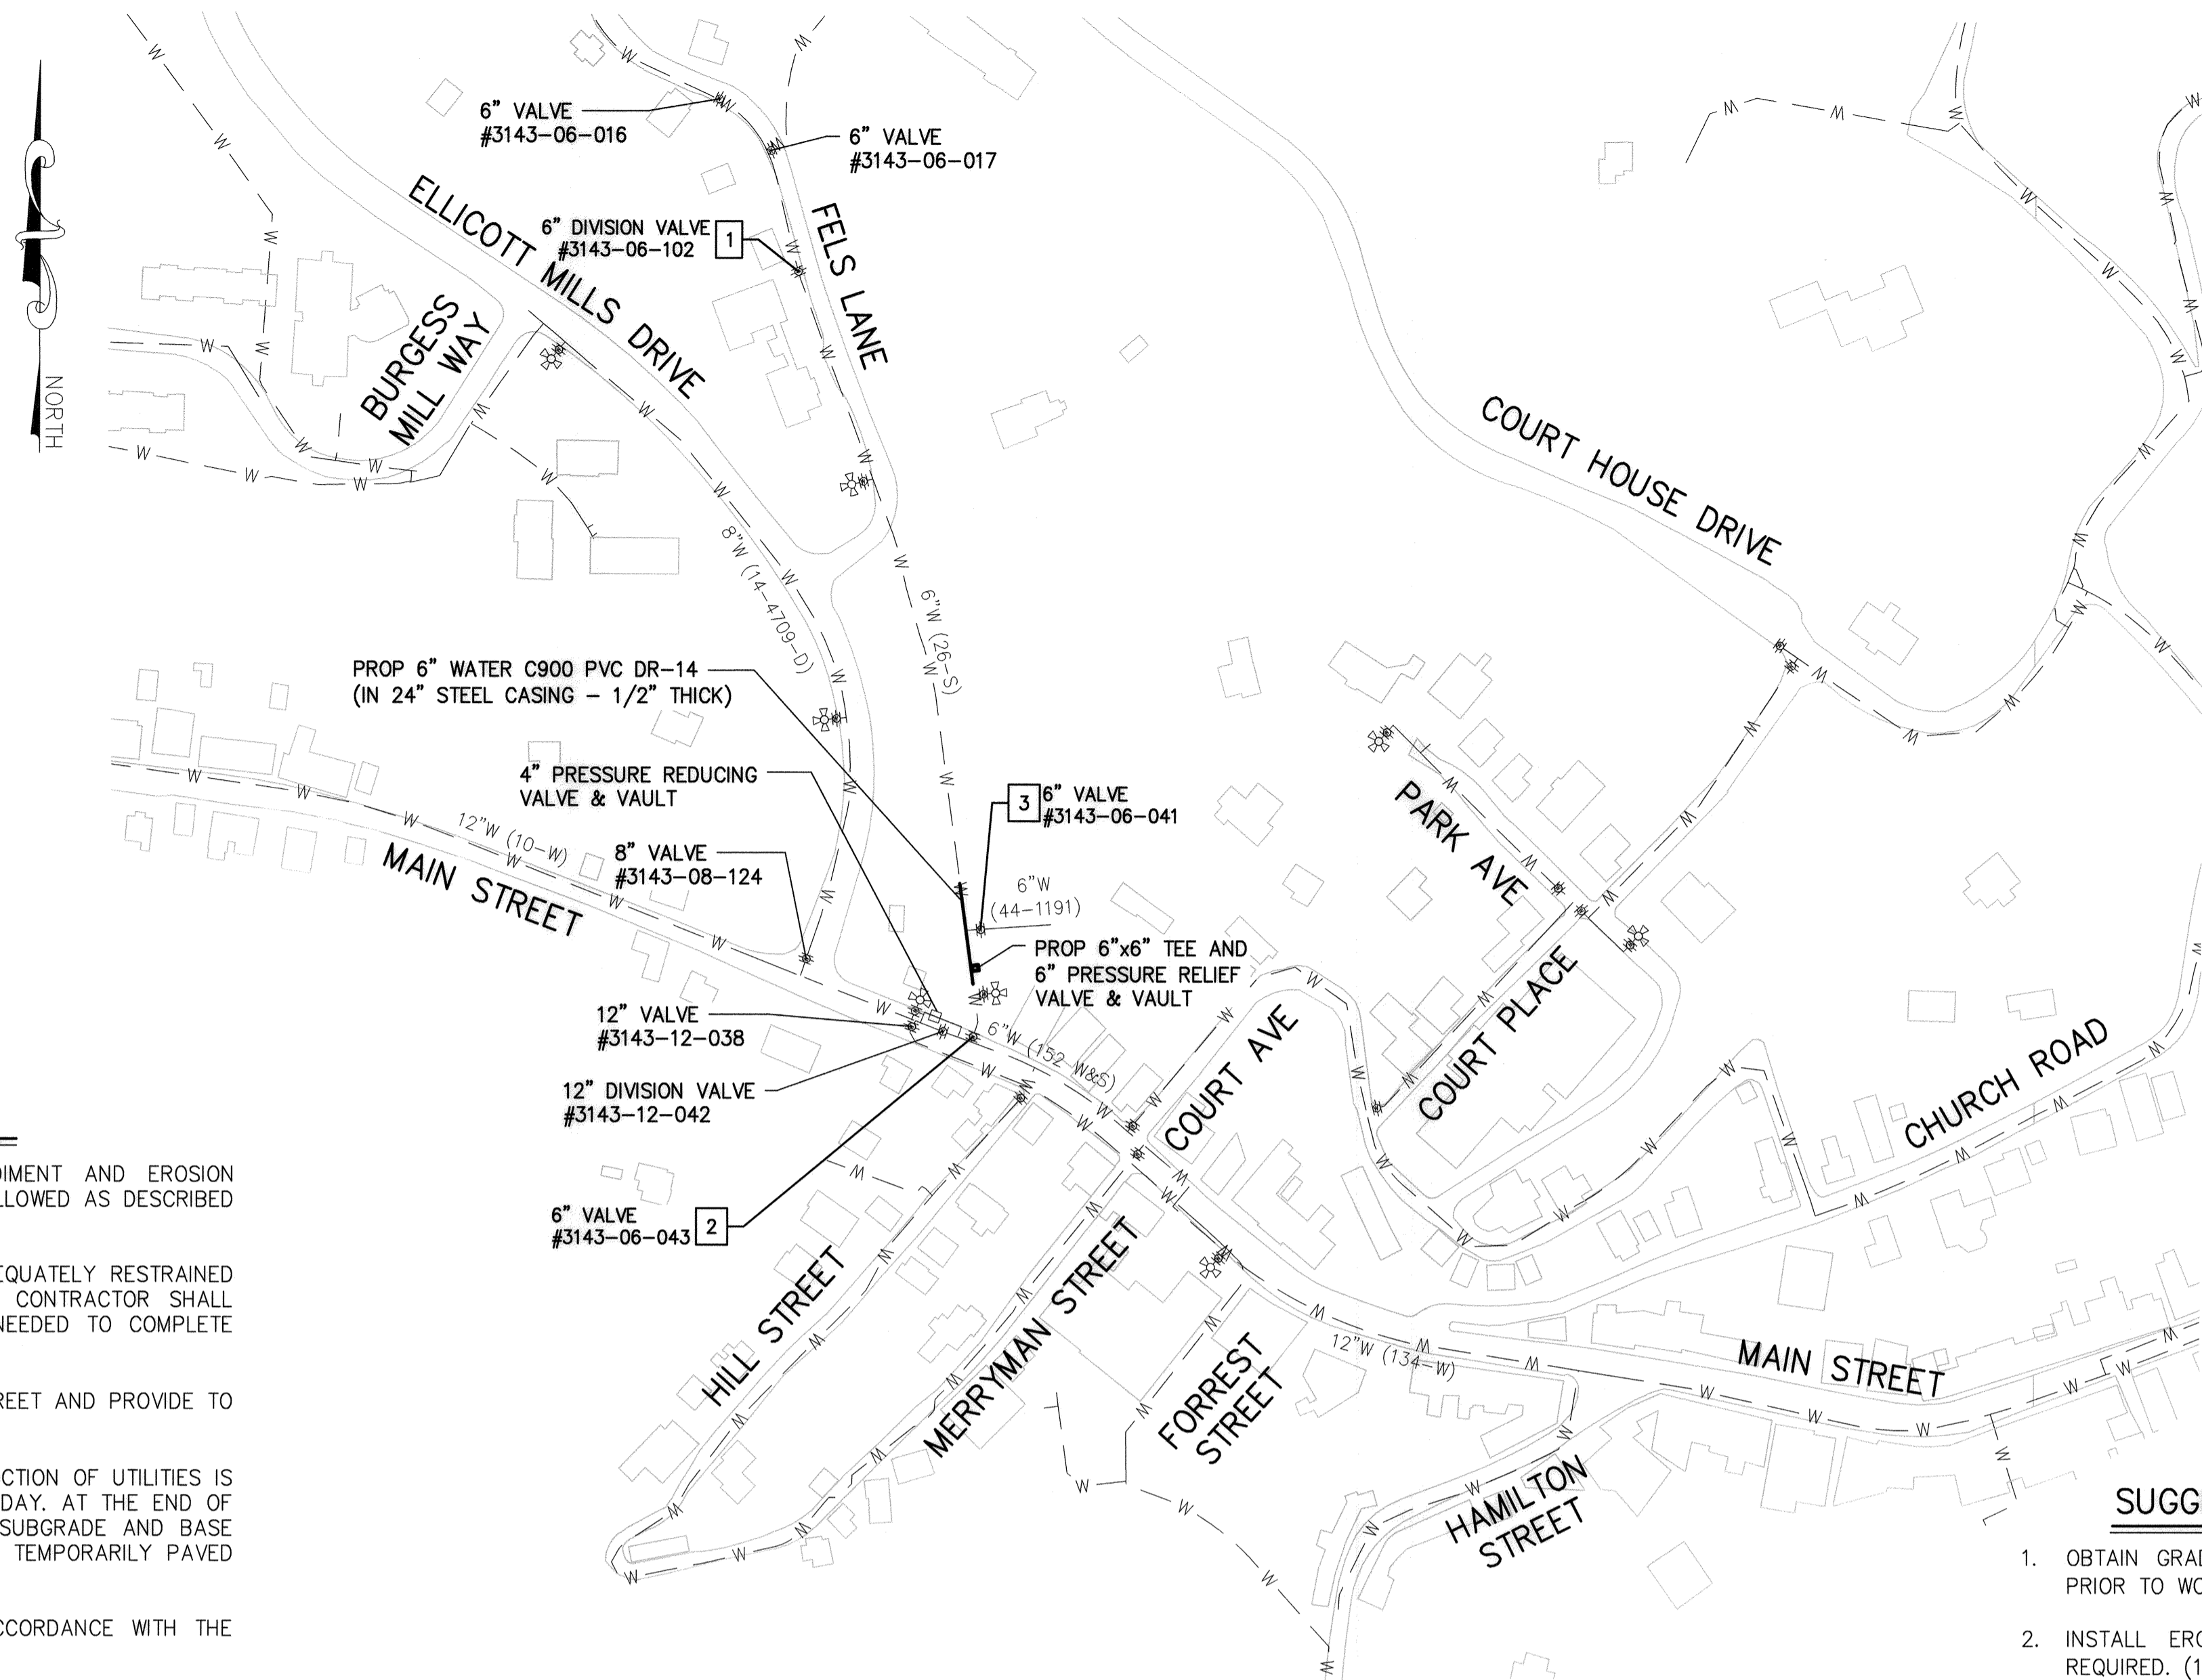 6" VALVE
#3143-06-016
6" VALVE
#3143-06-017
6" DIVISION VALVE
#3143-06-102
1
ELLICOTT MILLS DRIVE
FELS LANE
BURGESS
MILL WAY
NORTH
COURT HOUSE DRIVE
8"W (14-4709-D)
6"W (26-S)
PROP 6" WATER C900 PVC DR-14
(IN 24" STEEL CASING - 1/2" THICK)
4" PRESSURE REDUCING
VALVE & VAULT
3
6" VALVE
#3143-06-041
12"W (10-W)
MAIN STREET
8" VALVE
#3143-08-124
6"W
(44-1191)
PARK AVE
PROP 6"x6" TEE AND
6" PRESSURE RELIEF
VALVE & VAULT
12" VALVE
#3143-12-038
6"W (152 W&S)
COURT AVE
COURT PLACE
CHURCH ROAD
12" DIVISION VALVE
#3143-12-042
6" VALVE
#3143-06-043
2
HILL STREET
MERRYMAN STREET
FORREST
STREET
12"W (134-W)
MAIN STREET
HAMILTON
STREET
DIMENT AND EROSION
LLOWED AS DESCRIBED
EQUATELY RESTRAINED
CONTRACTOR SHALL
NEEDED TO COMPLETE
REET AND PROVIDE TO
CTION OF UTILITIES IS
DAY. AT THE END OF
SUBGRADE AND BASE
TEMPORARILY PAVED
CCORDANCE WITH THE
SUGG
1. OBTAIN GRAD
PRIOR TO WO
2. INSTALL ERO
REQUIRED. (1